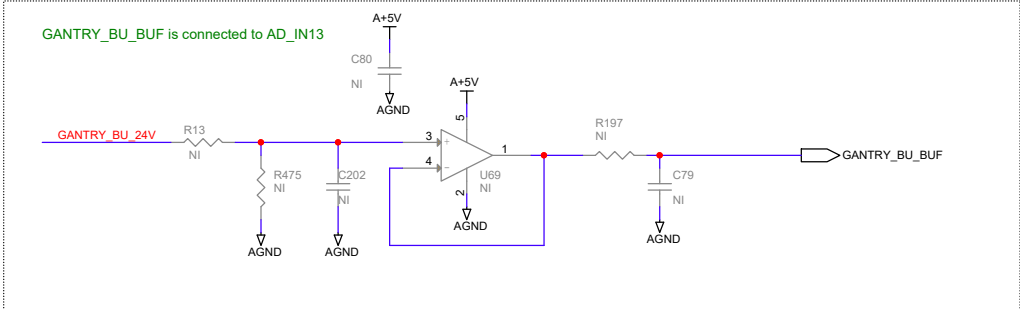 A+5V
GANTRY_BU_BUF is connected to AD_IN13
C80
NI
A+5V
AGND
GANTRY_BU_24V
R13
NI
5
3
+
4
-
1
2
U69
NI
R197
NI
GANTRY_BU_BUF
R475
NI
C202
NI
C79
NI
AGND
AGND
AGND
AGND